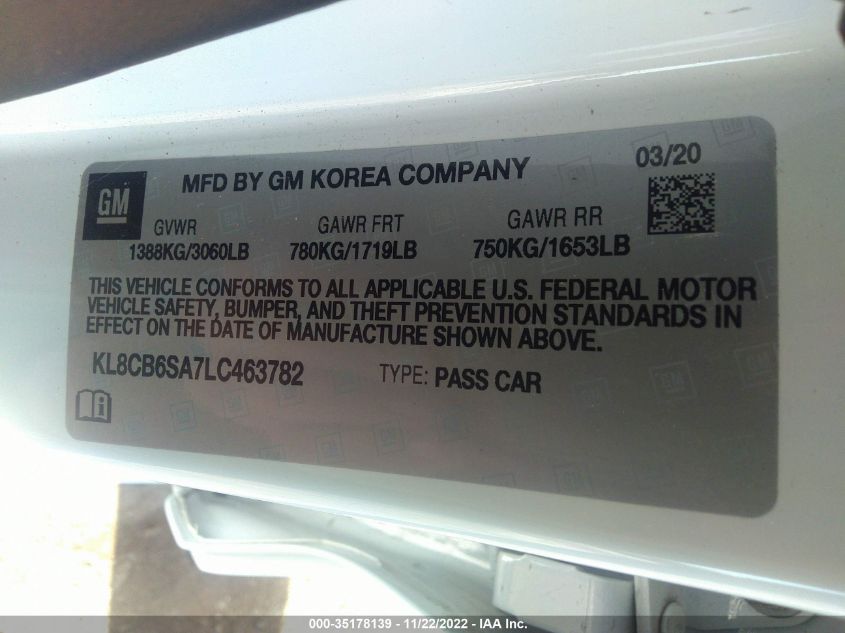 GM
MFD BY GM KOREA COMPANY
03/20
GVWR GAWR FRT GAWR RR
1388KG/3060LB 780KG/1719LB 750KG/1653LB
THIS VEHICLE CONFORMS TO ALL APPLICABLE U.S. FEDERAL MOTOR
VEHICLE SAFETY, BUMPER, AND THEFT PREVENTION STANDARDS IN
EFFECT ON THE DATE OF MANUFACTURE SHOWN ABOVE.
KL8CB6SA7LC463782 TYPE: PASS CAR
000-35178139 - 11/22/2022 - IAA Inc.